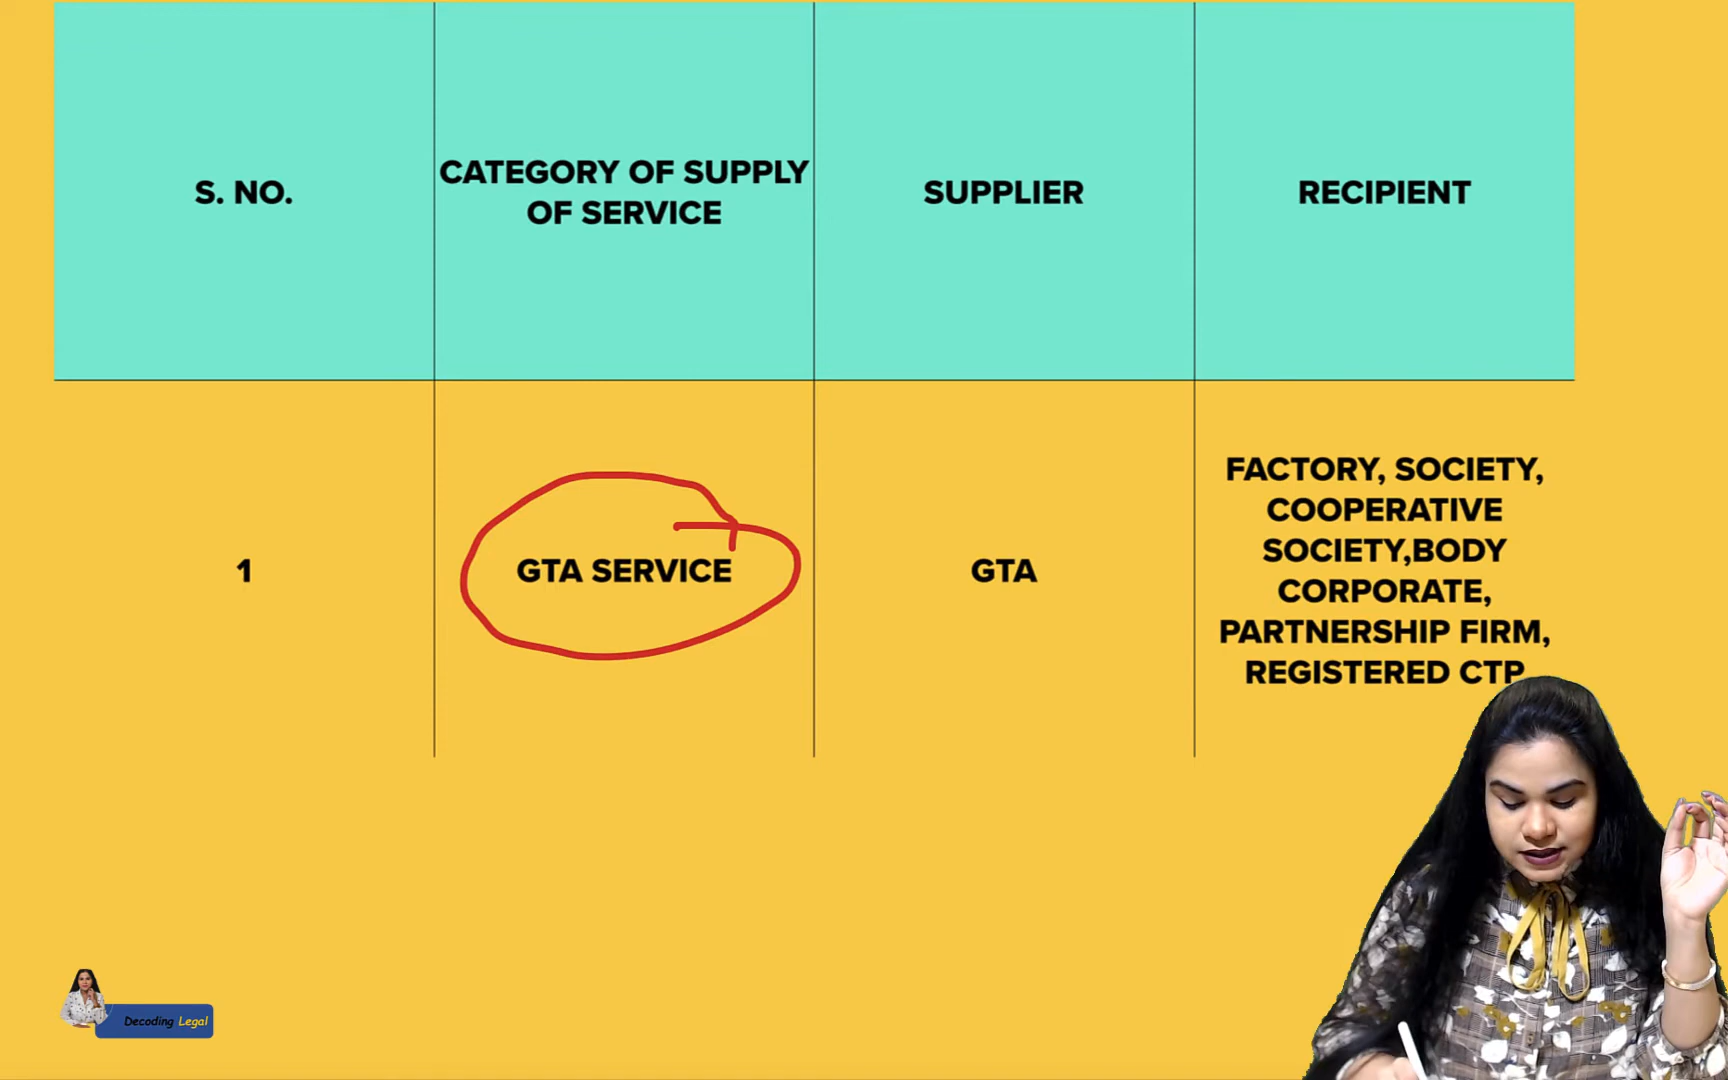 S. NO.
CATEGORY OF SUPPLY
OF SERVICE
SUPPLIER
RECIPIENT
1
GTA SERVICE
GTA
FACTORY, SOCIETY,
COOPERATIVE
SOCIETY,BODY
CORPORATE,
PARTNERSHIP FIRM,
REGISTERED CTP
Decoding Legal